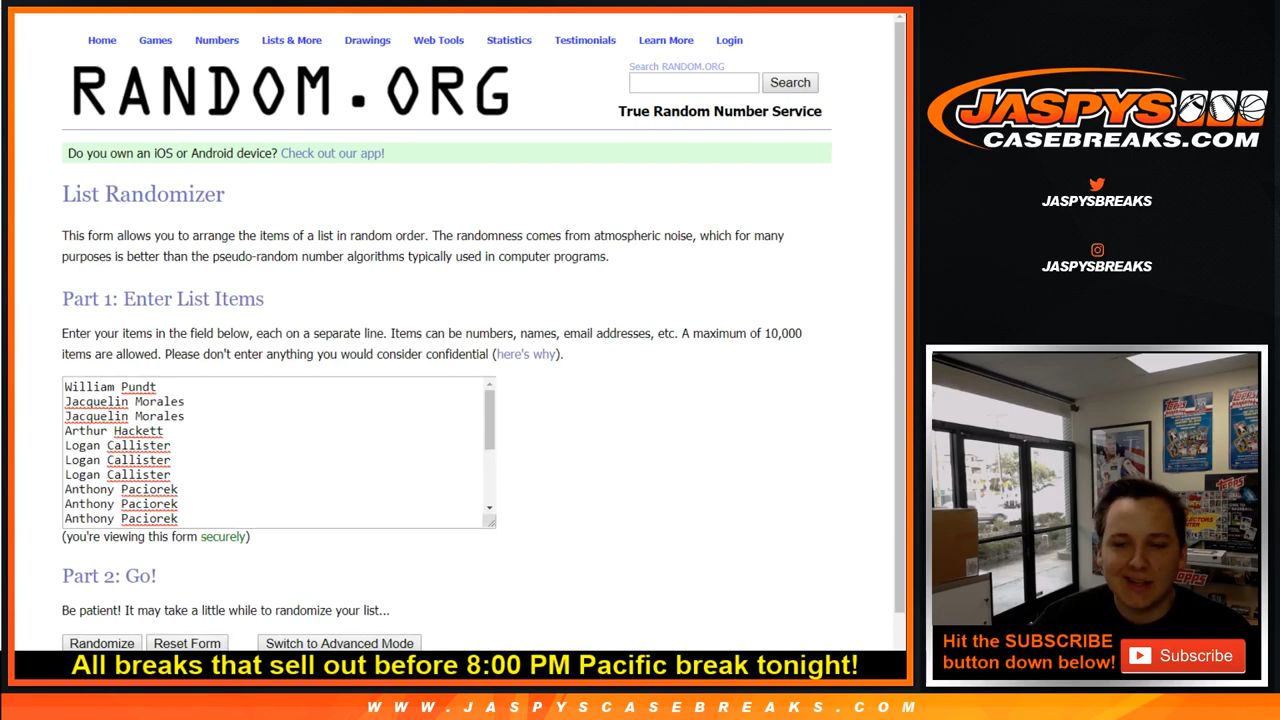 Home Games Numbers Lists & More Drawings Web Tools Statistics Testimonials Learn More Login
RANDOM.ORG
Search RANDOM.ORG
Search
True Random Number Service
Do you own an iOS or Android device? Check out our app!
List Randomizer
This form allows you to arrange the items of a list in random order. The randomness comes from atmospheric noise, which for many
purposes is better than the pseudo-random number algorithms typically used in computer programs.
Part 1: Enter List Items
Enter your items in the field below, each on a separate line. Items can be numbers, names, email addresses, etc. A maximum of 10,000
items are allowed. Please don't enter anything you would consider confidential (here's why).
William Pundt
Jacquelin Morales
Jacquelin Morales
Arthur Hackett
Logan Callister
Logan Callister
Logan Callister
Anthony Paciorek
Anthony Paciorek
Anthony Paciorek
(you're viewing this form securely)
Part 2: Go!
Be patient! It may take a little while to randomize your list...
Randomize Reset Form Switch to Advanced Mode
All breaks that sell out before 8:00 PM Pacific break tonight!
JASPYS
CASEBREAKS.COM
JASPYSBREAKS
JASPYSBREAKS
TOPPS
TOPPS
Hit the SUBSCRIBE
button down below!
Subscribe
WWW.JASPYSCASEBREAKS.COM